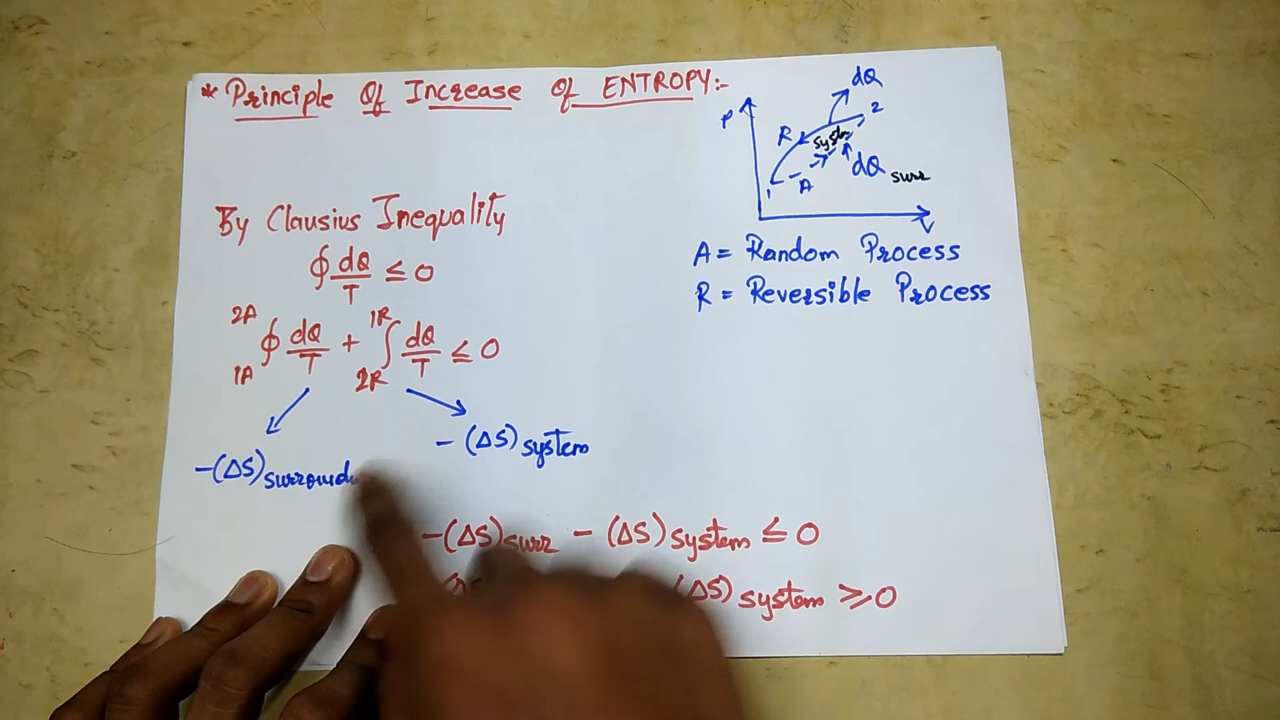 * Principle Of Increase Of ENTROPY:-
dQ
P
2
R
System
A
1
dQ surr
V
A = Random Process
R = Reversible Process
By Clausius Inequality
∮ dQ/T ≤ 0
2A 1A ∮ dQ/T + 1R 2R ∫ dQ/T ≤ 0
- (ΔS) system
-(ΔS)
-(ΔS)surr - (ΔS)system ≤ 0
(ΔS) system ≥ 0